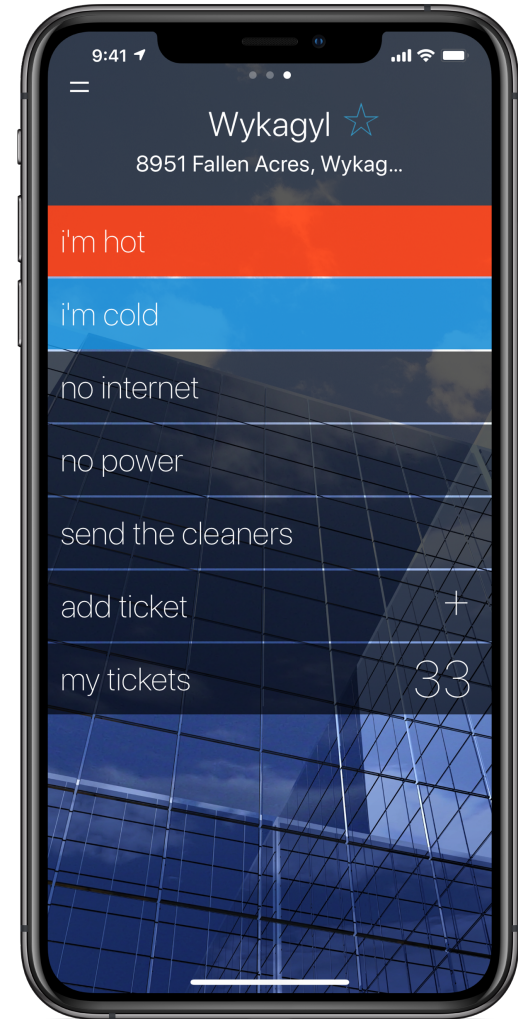 9:41
Wykagyl
8951 Fallen Acres, Wykag...
i'm hot
i'm cold
no internet
no power
send the cleaners
add ticket +
my tickets 33